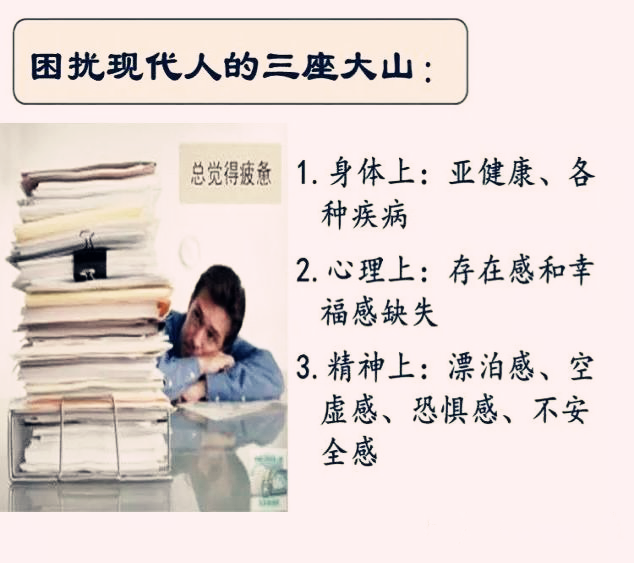 困扰现代人的三座大山：
总觉得疲惫
1. 身体上：亚健康、各
种疾病
2. 心理上：存在感和幸
福感缺失
3. 精神上：漂泊感、空
虚感、恐惧感、不安
全感